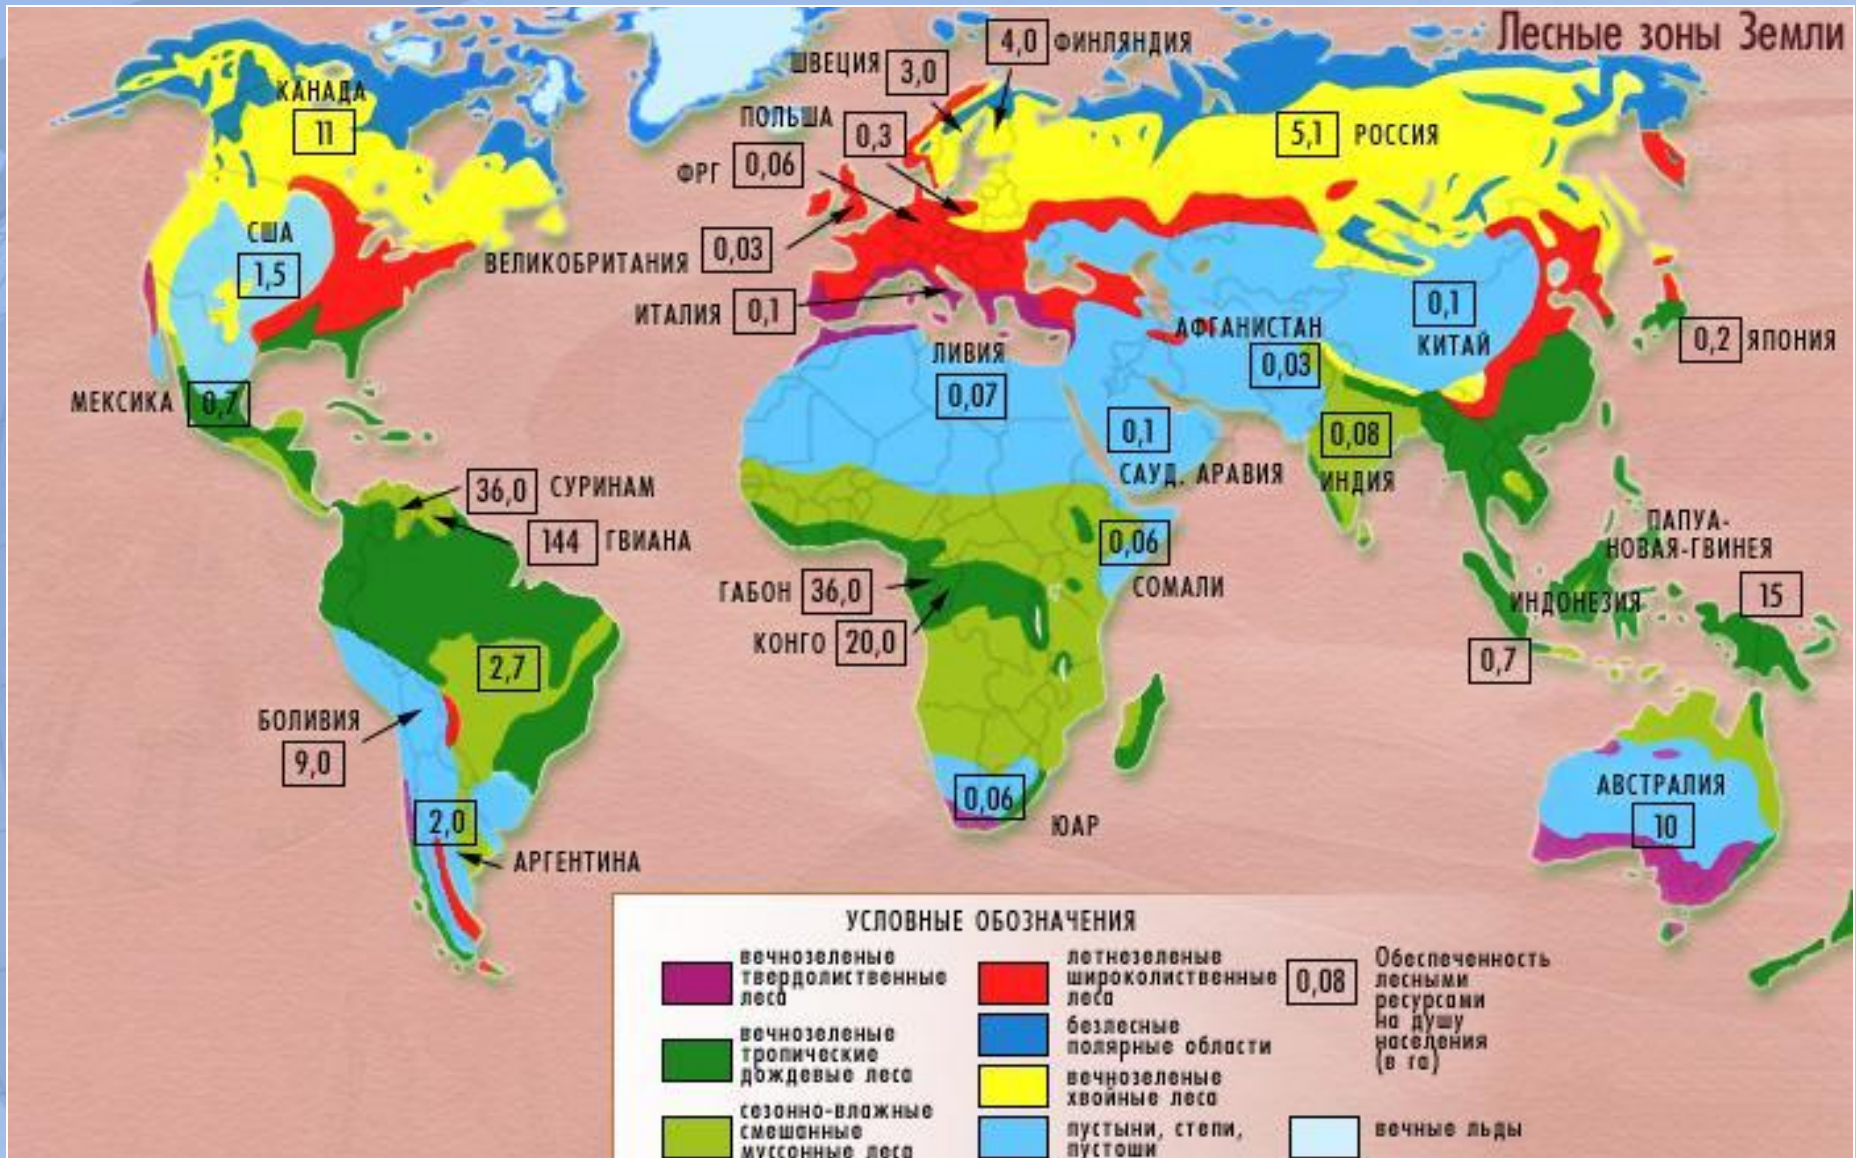 Лесные зоны Земли
КАНАДА
11
США
1,5
МЕКСИКА 0,7
ШВЕЦИЯ 3,0
4,0 ФИНЛЯНДИЯ
ПОЛЬША 0,3
ФРГ 0,06
ВЕЛИКОБРИТАНИЯ 0,03
ИТАЛИЯ 0,1
5,1 РОССИЯ
0,1
КИТАЙ
АФГАНИСТАН
0,03
0,2 ЯПОНИЯ
ЛИВИЯ
0,07
0,1
САУД. АРАВИЯ
0,08
ИНДИЯ
36,0 СУРИНАМ
144 ГВИАНА
0,06
СОМАЛИ
ГАБОН 36,0
КОНГО 20,0
ПАПУА-
НОВАЯ-ГВИНЕЯ
15
ИНДОНЕЗИЯ
0,7
2,7
БОЛИВИЯ
9,0
2,0
АРГЕНТИНА
0,06
ЮАР
АВСТРАЛИЯ
10
УСЛОВНЫЕ ОБОЗНАЧЕНИЯ
вечнозеленые
твердолиственные
леса
вечнозеленые
тропические
дождевые леса
сезонно-влажные
смешанные
муссонные леса
летнезеленые
широколиственные
леса
безлесные
полярные области
вечнозеленые
хвойные леса
пустыни, степи,
пустоши
0,08
Обеспеченность
лесными
ресурсами
на душу
населения
(в га)
вечные льды